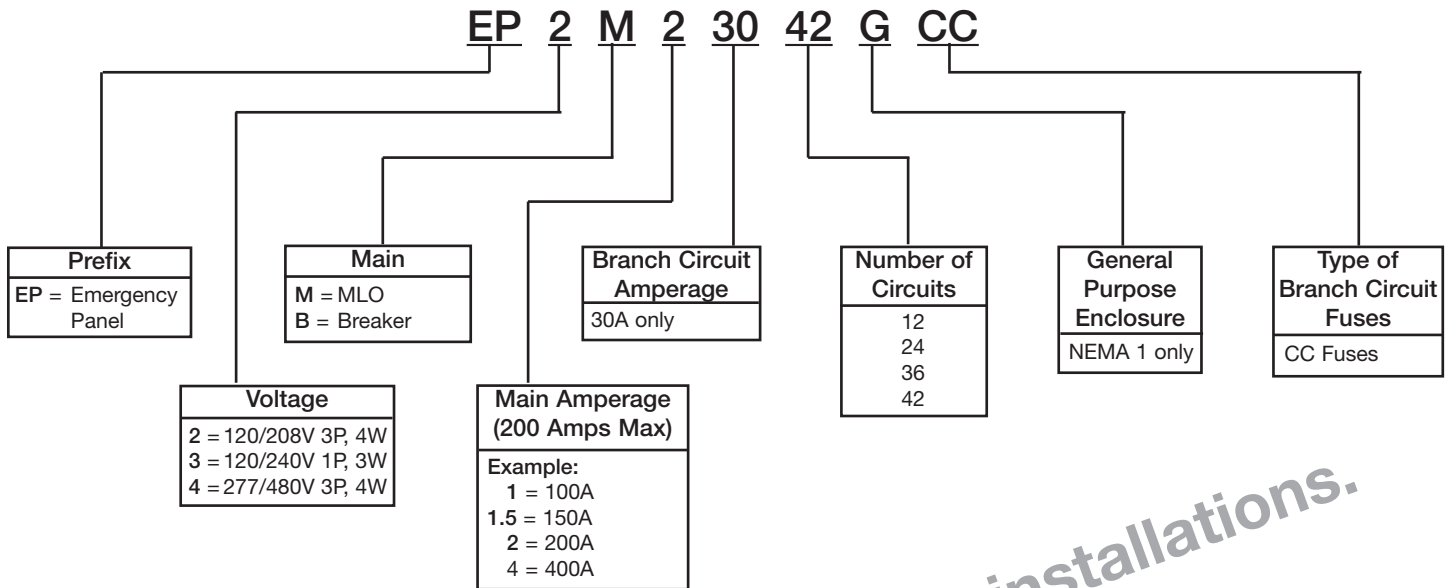 EP 2 M 2 30 42 G CC
Prefix
EP = Emergency
Panel
Voltage
2 = 120/208V 3P, 4W
3 = 120/240V 1P, 3W
4 = 277/480V 3P, 4W
Main
M = MLO
B = Breaker
Main Amperage
(200 Amps Max)
Example:
1 = 100A
1.5 = 150A
2 = 200A
4 = 400A
Branch Circuit
Amperage
30A only
Number of
Circuits
12
24
36
42
General
Purpose
Enclosure
NEMA 1 only
Type of
Branch Circuit
Fuses
CC Fuses
installations.